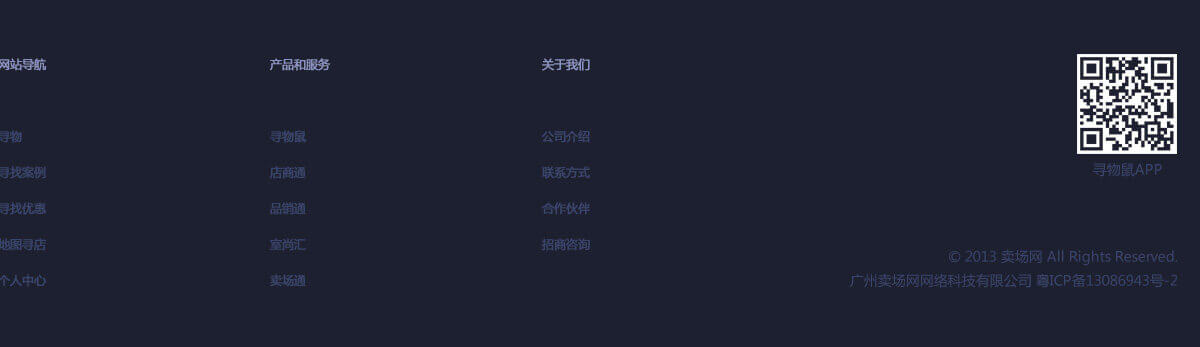 网站导航
寻物
寻找案例
寻找优惠
地图寻店
个人中心
产品和服务
寻物鼠
店商通
品销通
室尚汇
卖场通
关于我们
公司介绍
联系方式
合作伙伴
招商咨询
寻物鼠APP
© 2013 卖场网 All Rights Reserved.
广州卖场网网络科技有限公司 粤ICP备13086943号-2